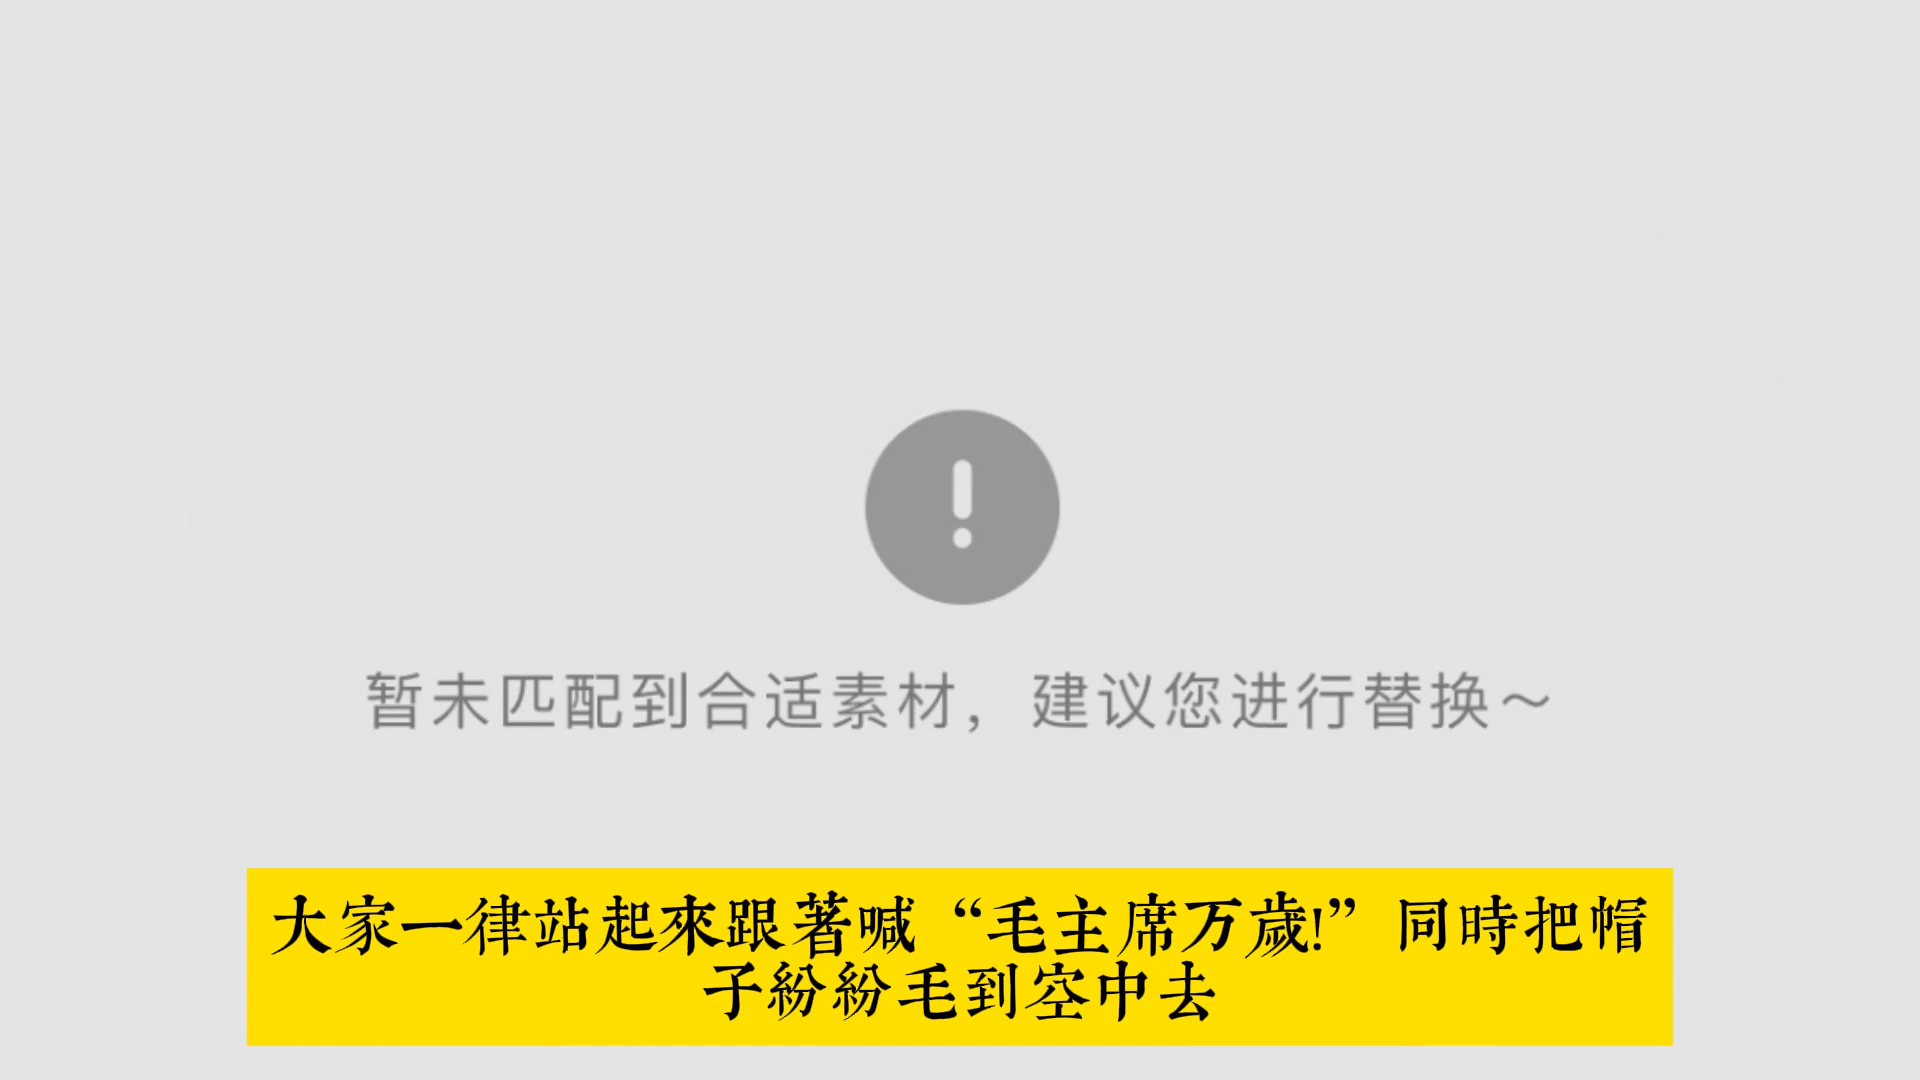 暂未匹配到合适素材，建议您进行替换～
大家一律站起來跟著喊“毛主席万歲!”同時把帽
子紛紛毛到空中去